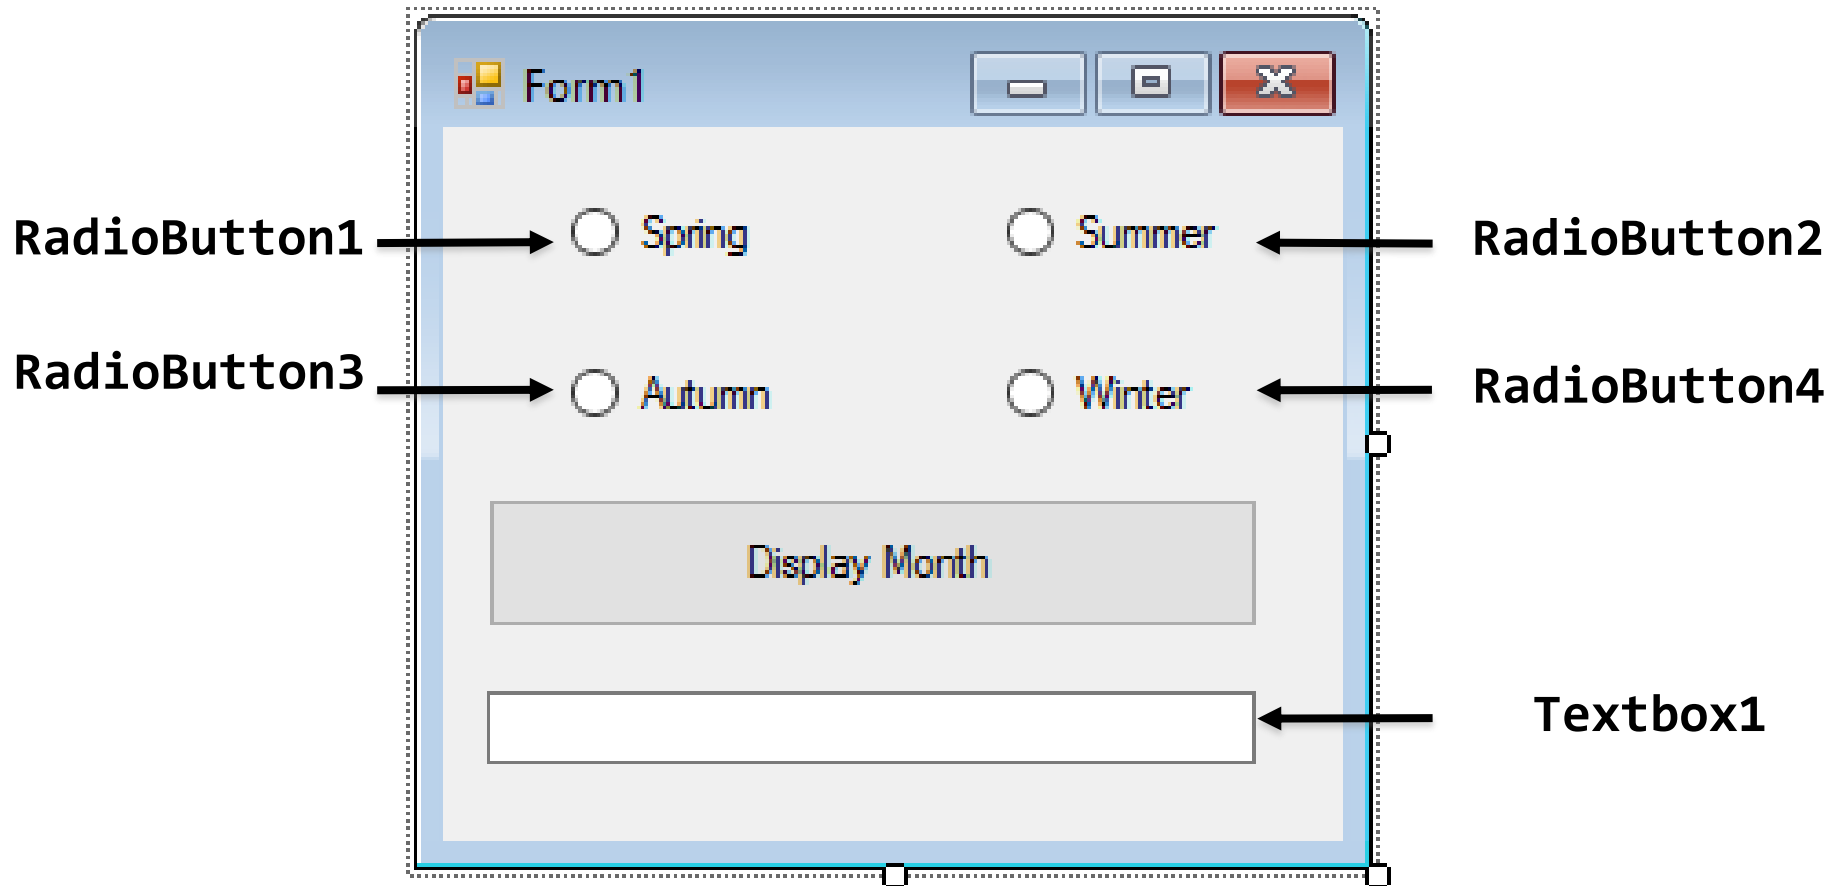 Form1
RadioButton1 Spring Summer RadioButton2
RadioButton3 Autumn Winter RadioButton4
Display Month
Textbox1